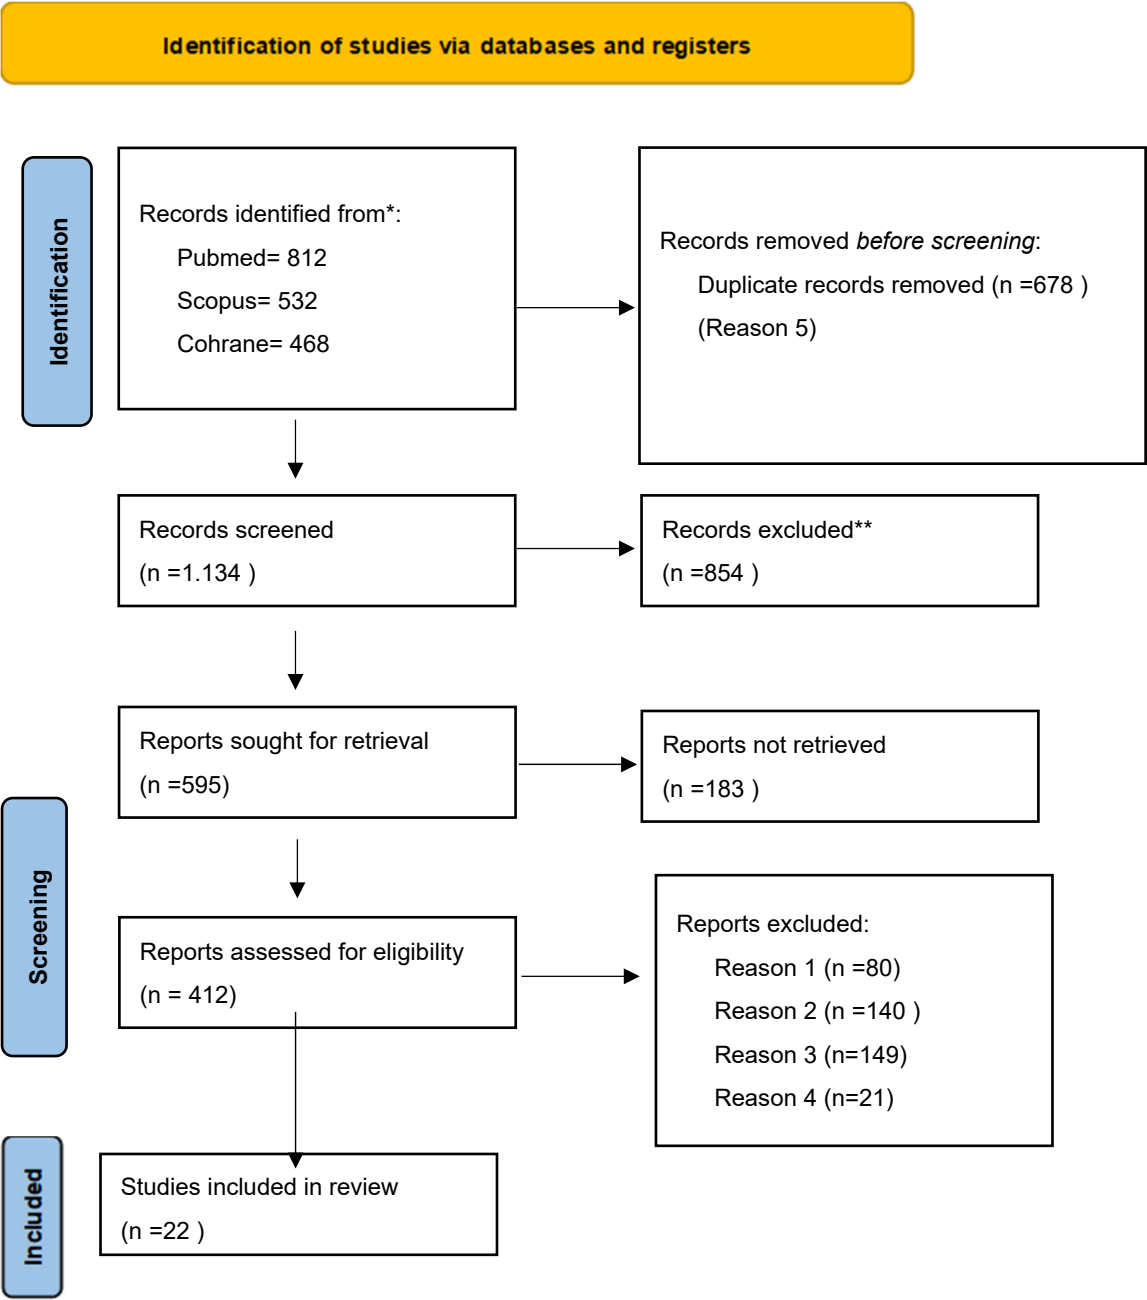 Identification of studies via databases and registers
Identification
Records identified from*:
Pubmed= 812
Scopus= 532
Cohrane= 468
Records removed before screening:
Duplicate records removed (n =678 )
(Reason 5)
Records screened
(n =1.134 )
Records excluded**
(n =854 )
Reports sought for retrieval
(n =595)
Reports not retrieved
(n =183 )
Screening
Reports assessed for eligibility
(n = 412)
Reports excluded:
Reason 1 (n =80)
Reason 2 (n =140 )
Reason 3 (n=149)
Reason 4 (n=21)
Included
Studies included in review
(n =22 )